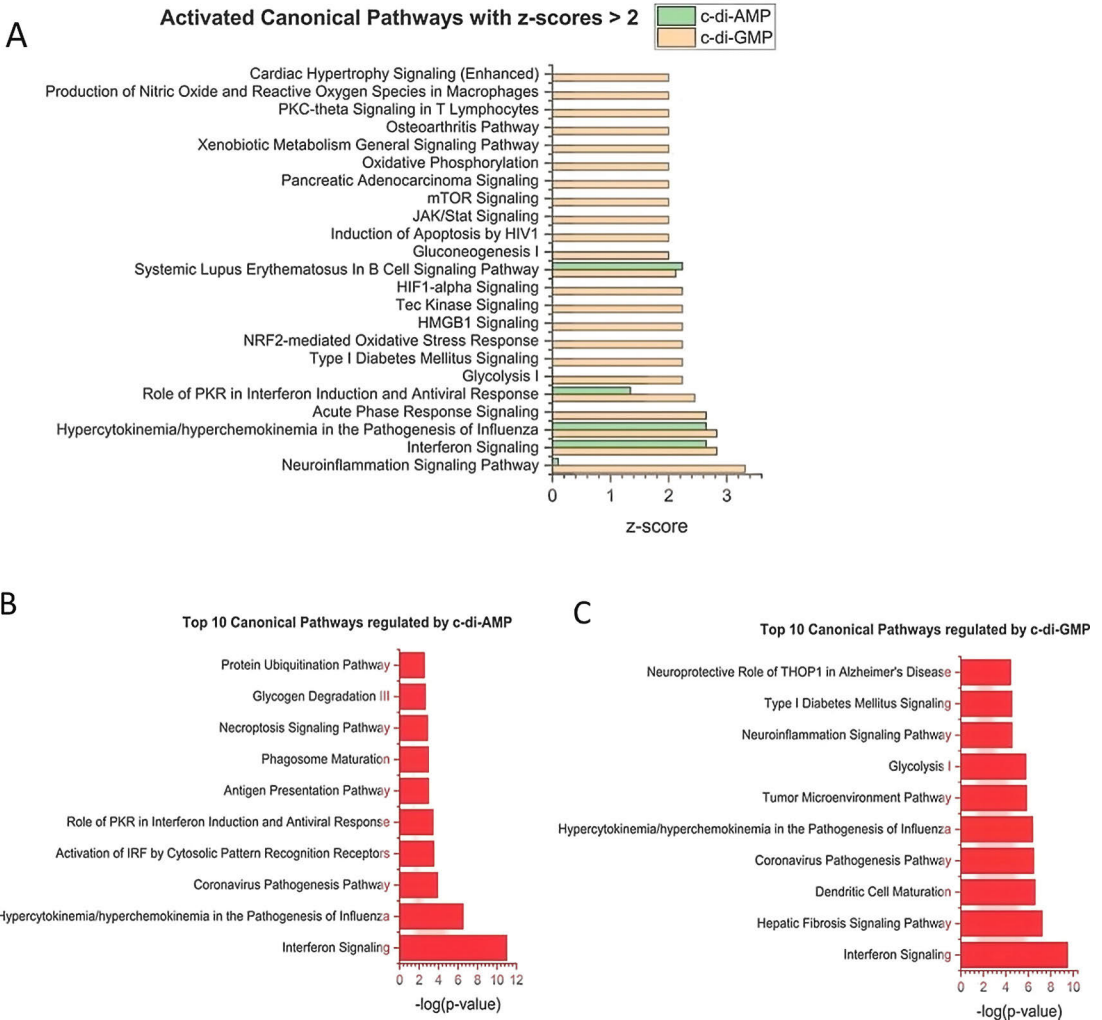 A
Activated Canonical Pathways with z-scores > 2
c-di-AMP
c-di-GMP
Cardiac Hypertrophy Signaling (Enhanced)
Production of Nitric Oxide and Reactive Oxygen Species in Macrophages
PKC-theta Signaling in T Lymphocytes
Osteoarthritis Pathway
Xenobiotic Metabolism General Signaling Pathway
Oxidative Phosphorylation
Pancreatic Adenocarcinoma Signaling
mTOR Signaling
JAK/Stat Signaling
Induction of Apoptosis by HIV1
Gluconeogenesis I
Systemic Lupus Erythematosus In B Cell Signaling Pathway
HIF1-alpha Signaling
Tec Kinase Signaling
HMGB1 Signaling
NRF2-mediated Oxidative Stress Response
Type I Diabetes Mellitus Signaling
Glycolysis I
Role of PKR in Interferon Induction and Antiviral Response
Acute Phase Response Signaling
Hypercytokinemia/hyperchemokinemia in the Pathogenesis of Influenza
Interferon Signaling
Neuroinflammation Signaling Pathway
0 1 2 3
z-score
B
Top 10 Canonical Pathways regulated by c-di-AMP
Protein Ubiquitination Pathway
Glycogen Degradation III
Necroptosis Signaling Pathway
Phagosome Maturation
Antigen Presentation Pathway
Role of PKR in Interferon Induction and Antiviral Response
Activation of IRF by Cytosolic Pattern Recognition Receptors
Coronavirus Pathogenesis Pathway
Hypercytokinemia/hyperchemokinemia in the Pathogenesis of Influenza
Interferon Signaling
0 2 4 6 8 10 12
-log(p-value)
C
Top 10 Canonical Pathways regulated by c-di-GMP
Neuroprotective Role of THOP1 in Alzheimer's Disease
Type I Diabetes Mellitus Signaling
Neuroinflammation Signaling Pathway
Glycolysis I
Tumor Microenvironment Pathway
Hypercytokinemia/hyperchemokinemia in the Pathogenesis of Influenza
Coronavirus Pathogenesis Pathway
Dendritic Cell Maturation
Hepatic Fibrosis Signaling Pathway
Interferon Signaling
0 2 4 6 8 10
-log(p-value)